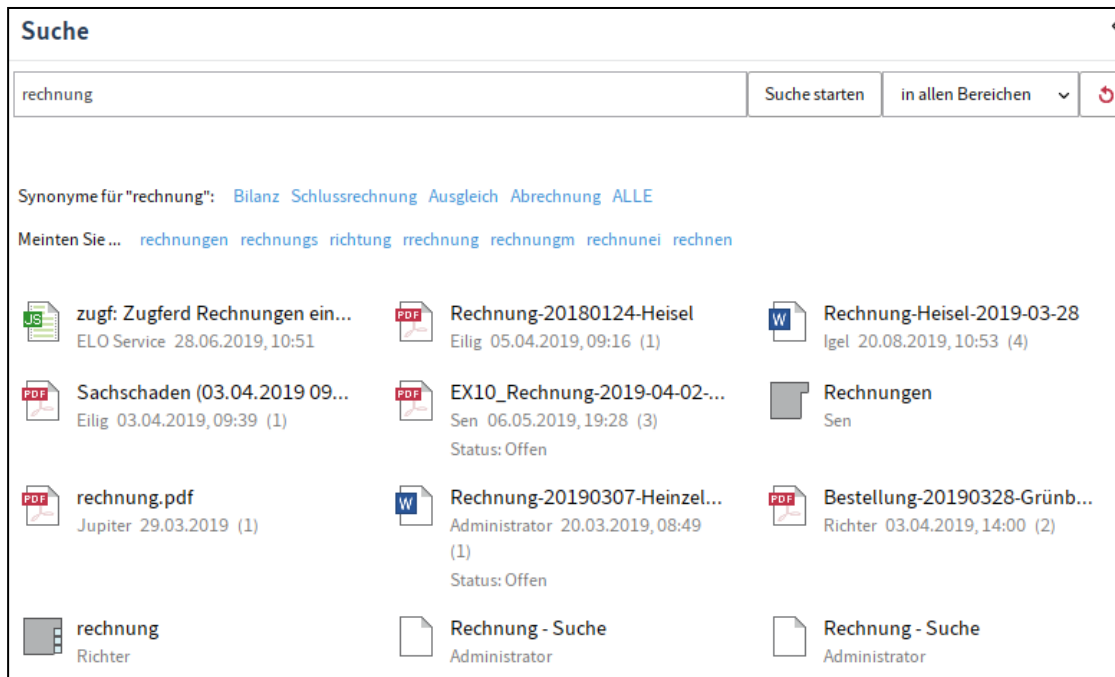 Suche
rechnung
Suche starten
in allen Bereichen
Synonyme für "rechnung": Bilanz Schlussrechnung Ausgleich Abrechnung ALLE
Meinten Sie ... rechnungen rechnungs richtung rrechnung rechnungm rechnunei rechnen
JS
zugf: Zugferd Rechnungen ein...
ELO Service 28.06.2019, 10:51
PDF
Rechnung-20180124-Heisel
Eilig 05.04.2019, 09:16 (1)
W
Rechnung-Heisel-2019-03-28
Igel 20.08.2019, 10:53 (4)
PDF
Sachschaden (03.04.2019 09...
Eilig 03.04.2019, 09:39 (1)
PDF
EX10_Rechnung-2019-04-02-...
Sen 06.05.2019, 19:28 (3)
Status: Offen
Rechnungen
Sen
PDF
rechnung.pdf
Jupiter 29.03.2019 (1)
W
Rechnung-20190307-Heinzel...
Administrator 20.03.2019, 08:49
(1)
Status: Offen
PDF
Bestellung-20190328-Grünb...
Richter 03.04.2019, 14:00 (2)
rechnung
Richter
Rechnung - Suche
Administrator
Rechnung - Suche
Administrator